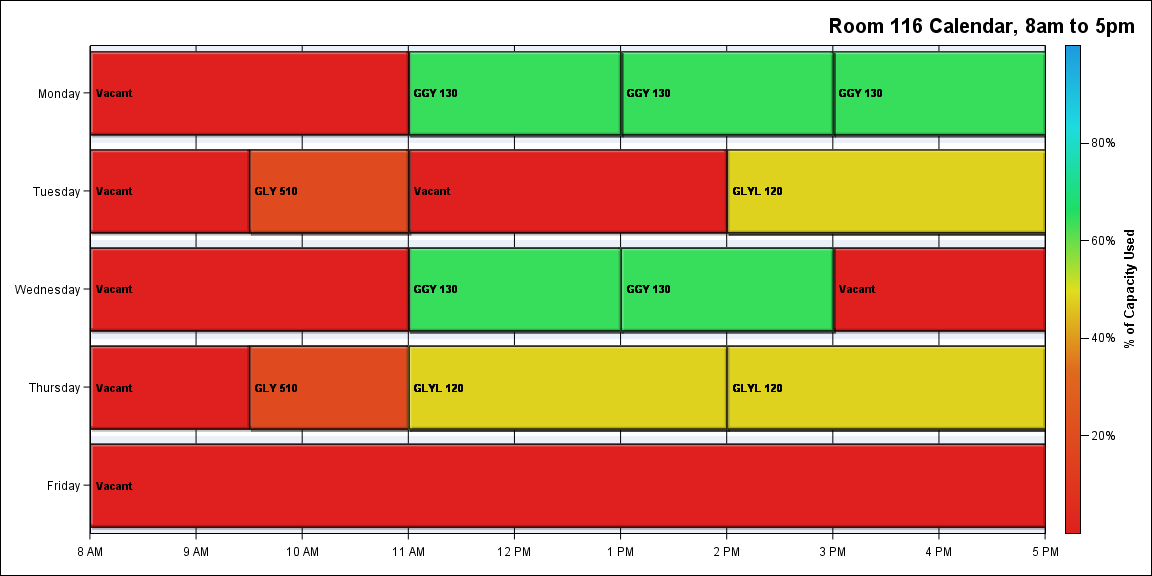 Room 116 Calendar, 8am to 5pm
Monday
Vacant
GGY 130
GGY 130
GGY 130
Tuesday
Vacant
GLY 510
Vacant
GLYL 120
Wednesday
Vacant
GGY 130
GGY 130
Vacant
Thursday
Vacant
GLY 510
GLYL 120
GLYL 120
Friday
Vacant
8 AM
9 AM
10 AM
11 AM
12 PM
1 PM
2 PM
3 PM
4 PM
5 PM
80%
60%
40%
20%
% of Capacity Used